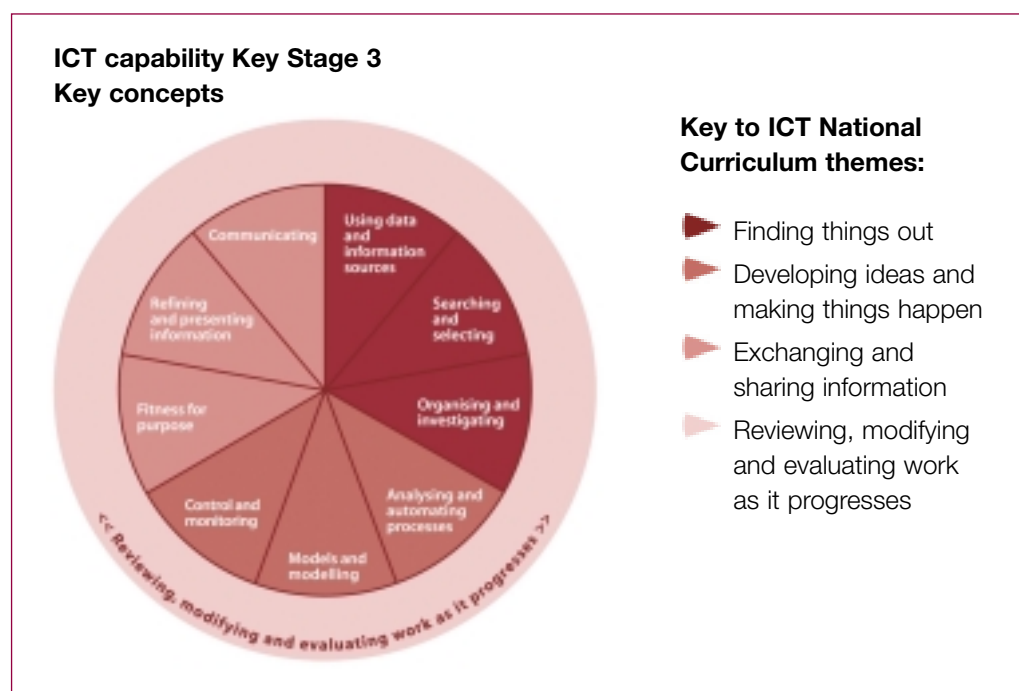 ICT capability Key Stage 3
Key concepts
Key to ICT National
Curriculum themes:
Finding things out
Developing ideas and
making things happen
Exchanging and
sharing information
Reviewing, modifying
and evaluating work
as it progresses
Using data
and
information
sources
Searching
and
selecting
Organising and
investigating
Analysing and
automating
processes
Models and
modelling
Control and
monitoring
Fitness for
purpose
Refining
and presenting
information
Communicating
<< Reviewing, modifying and evaluating work as it progresses >>